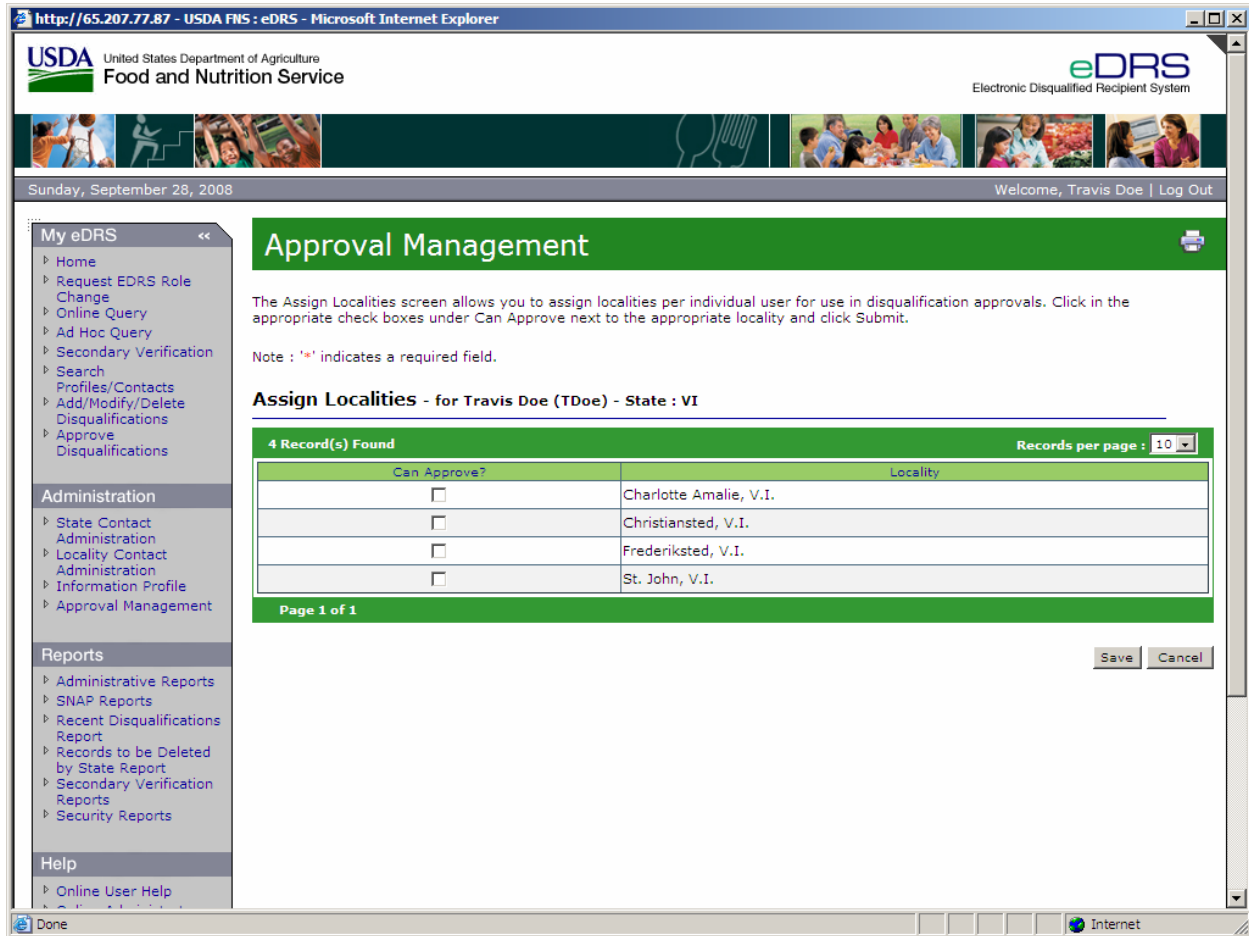 http://65.207.77.87 - USDA FNS : eDRS - Microsoft Internet Explorer
USDA
United States Department of Agriculture
Food and Nutrition Service
eDRS
Electronic Disqualified Recipient System
Sunday, September 28, 2008
Welcome, Travis Doe | Log Out
My eDRS <<
Home
Request EDRS Role
Change
Online Query
Ad Hoc Query
Secondary Verification
Search
Profiles/Contacts
Add/Modify/Delete
Disqualifications
Approve
Disqualifications
Administration
State Contact
Administration
Locality Contact
Administration
Information Profile
Approval Management
Reports
Administrative Reports
SNAP Reports
Recent Disqualifications
Report
Records to be Deleted
by State Report
Secondary Verification
Reports
Security Reports
Help
Online User Help
Approval Management
The Assign Localities screen allows you to assign localities per individual user for use in disqualification approvals. Click in the
appropriate check boxes under Can Approve next to the appropriate locality and click Submit.
Note : '*' indicates a required field.
Assign Localities - for Travis Doe (TDoe) - State : VI
4 Record(s) Found
Records per page : 10
Can Approve? Locality
Charlotte Amalie, V.I.
Christiansted, V.I.
Frederiksted, V.I.
St. John, V.I.
Page 1 of 1
Save Cancel
Done
Internet